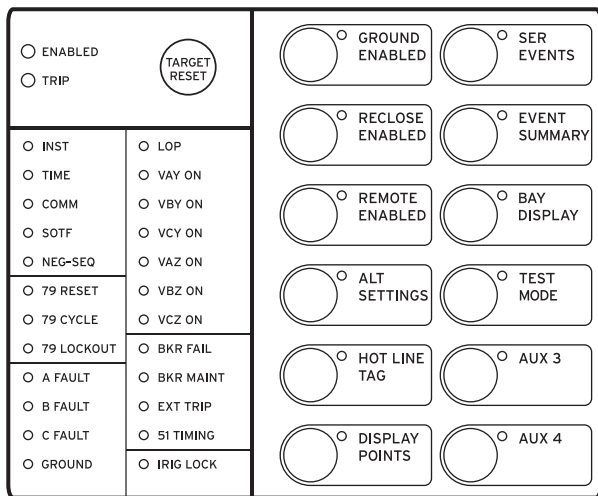 ENABLED
TRIP
TARGET
RESET
INST
TIME
COMM
SOTF
NEG-SEQ
79 RESET
79 CYCLE
79 LOCKOUT
A FAULT
B FAULT
C FAULT
GROUND
LOP
VAY ON
VBY ON
VCY ON
VAZ ON
VBZ ON
VCZ ON
BKR FAIL
BKR MAINT
EXT TRIP
51 TIMING
IRIG LOCK
GROUND
ENABLED
SER
EVENTS
RECLOSE
ENABLED
EVENT
SUMMARY
REMOTE
ENABLED
BAY
DISPLAY
ALT
SETTINGS
TEST
MODE
HOT LINE
TAG
AUX 3
DISPLAY
POINTS
AUX 4